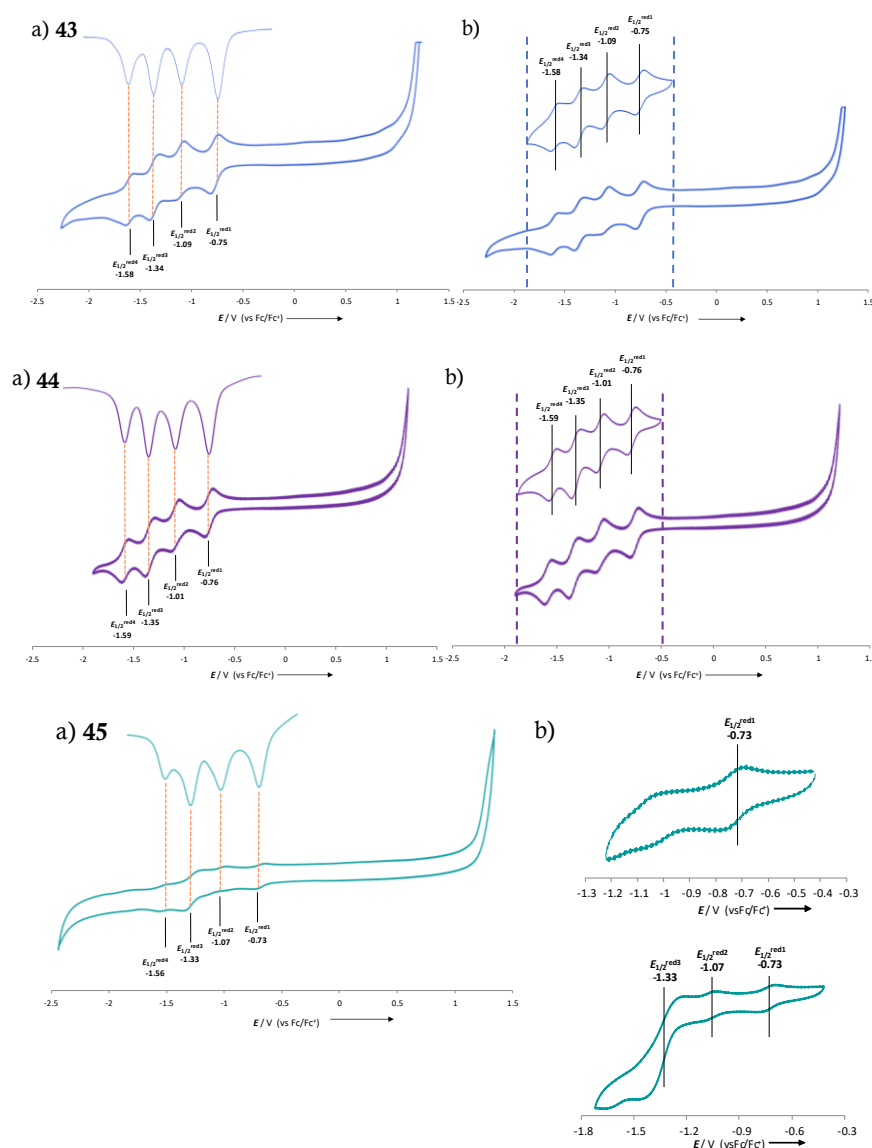 a) 43
E1/2red4
-1.58
E1/2red3
-1.34
E1/2red2
-1.09
E1/2red1
-0.75
-2.5 -2 -1.5 -1 -0.5 0 0.5 1 1.5
E / V (vs Fc/Fc+)
b)
E1/2red4
-1.58
E1/2red3
-1.34
E1/2red2
-1.09
E1/2red1
-0.75
-2.5 -2 -1.5 -1 -0.5 0 0.5 1 1.5
E / V (vs Fc/Fc+)
a) 44
E1/2red4
-1.59
E1/2red3
-1.35
E1/2red2
-1.01
E1/2red1
-0.76
-2.5 -2 -1.5 -1 -0.5 0 0.5 1 1.5
E / V (vs Fc/Fc+)
b)
E1/2red4
-1.59
E1/2red3
-1.35
E1/2red2
-1.01
E1/2red1
-0.76
-2.5 -2 -1.5 -1 -0.5 0 0.5 1 1.5
E / V (vs Fc/Fc+)
a) 45
E1/2red4
-1.56
E1/2red3
-1.33
E1/2red2
-1.07
E1/2red1
-0.73
-2.5 -2 -1.5 -1 -0.5 0 0.5 1 1.5
E / V (vs Fc/Fc+)
b)
E1/2red1
-0.73
-1.3 -1.2 -1.1 -1 -0.9 -0.8 -0.7 -0.6 -0.5 -0.4 -0.3
E / V (vsFc/Fc+)
E1/2red3
-1.33
E1/2red2
-1.07
E1/2red1
-0.73
-1.8 -1.5 -1.2 -0.9 -0.6 -0.3
E / V (vsFc/Fc+)